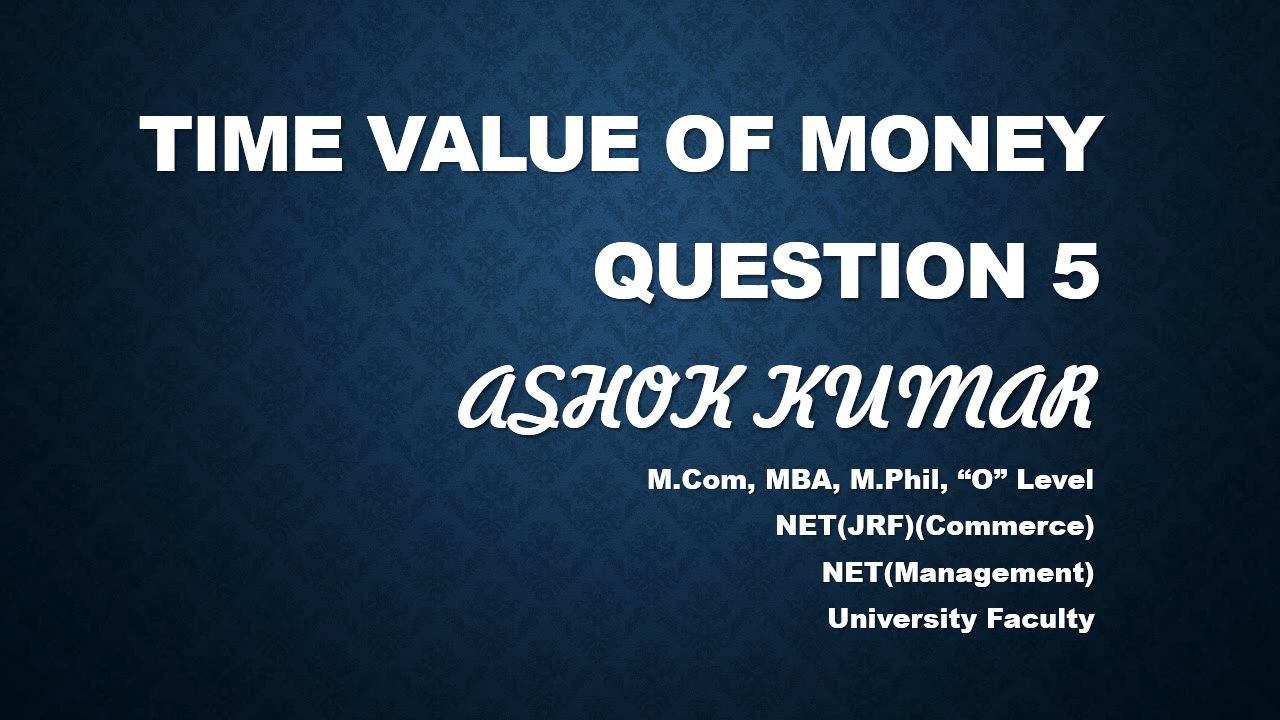 TIME VALUE OF MONEY
QUESTION 5
ASHOK KUMAR
M.Com, MBA, M.Phil, “O” Level
NET(JRF)(Commerce)
NET(Management)
University Faculty